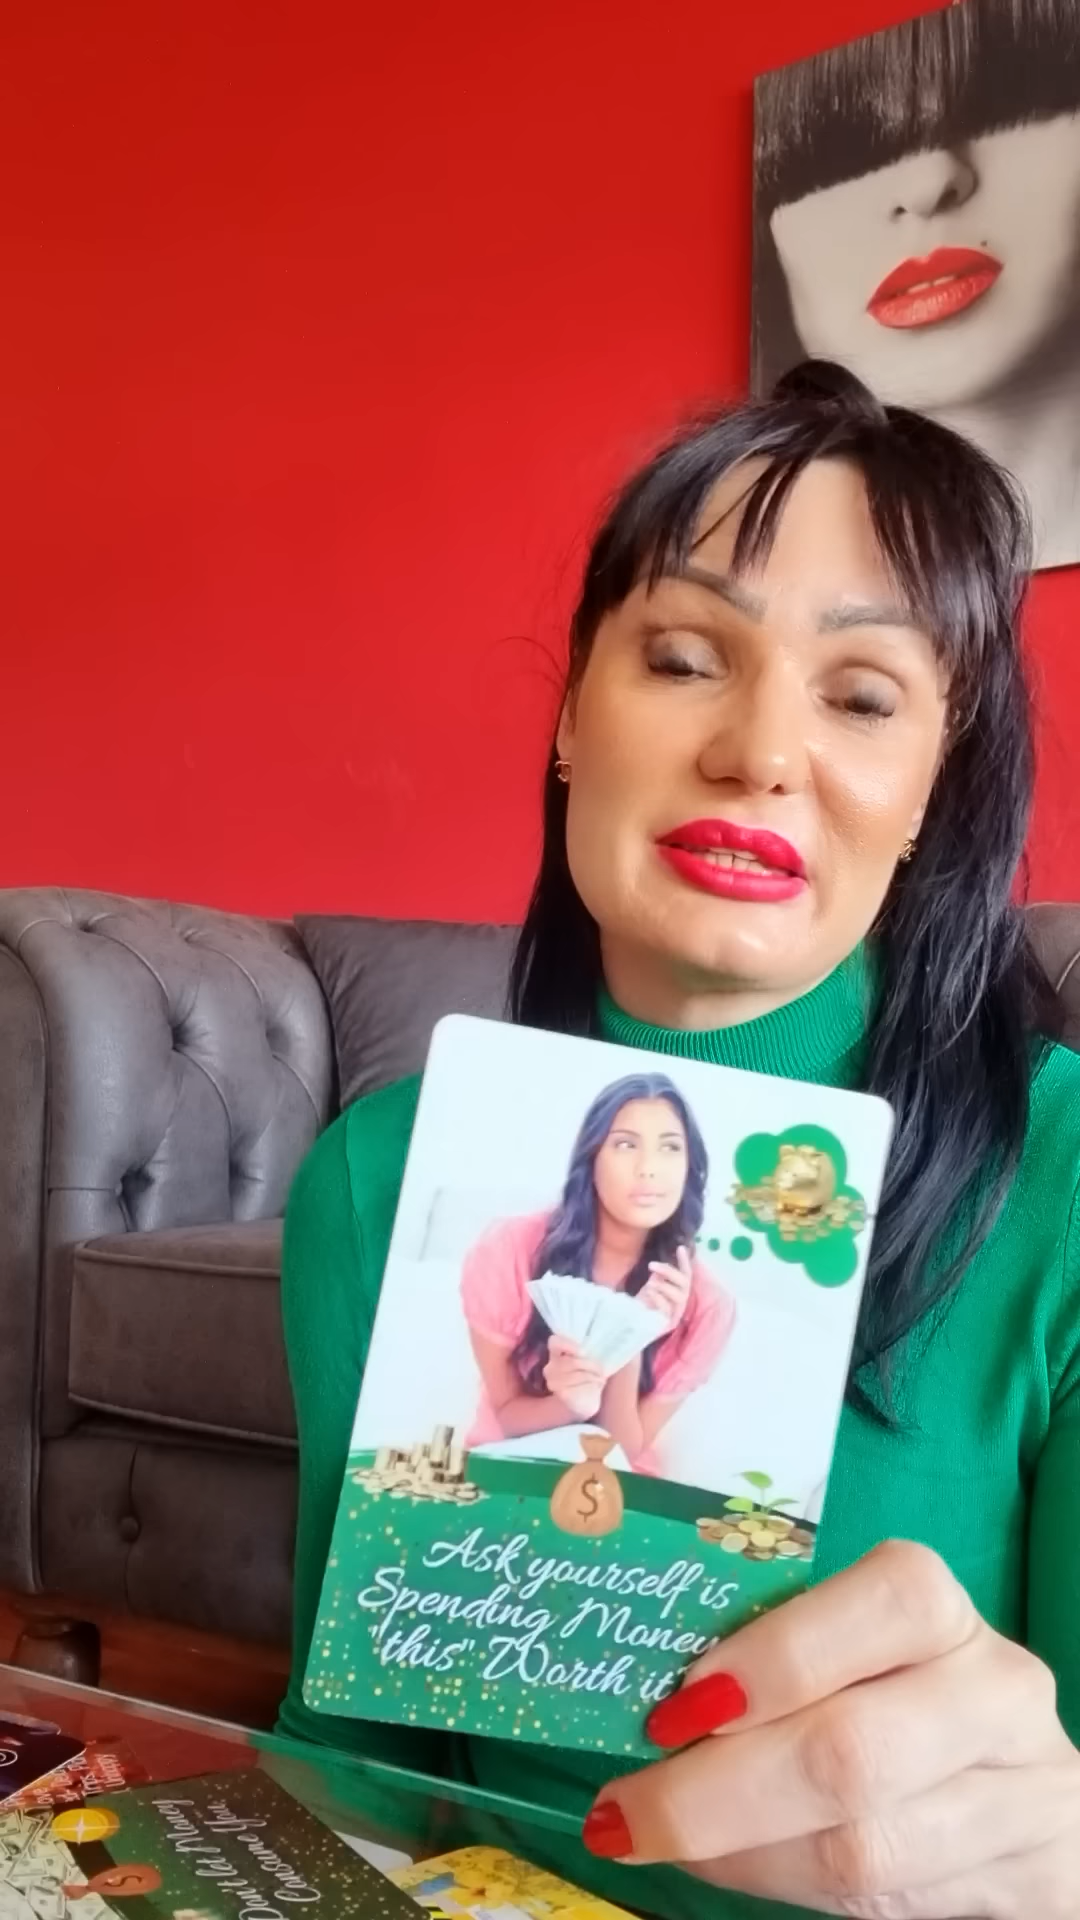 Ask yourself is
Spending Money
"this" Worth it
Don't let Money
Consume You.